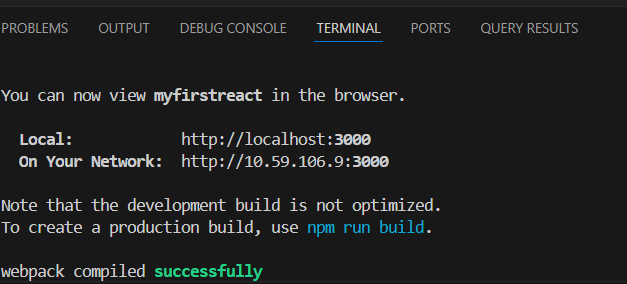 PROBLEMS OUTPUT DEBUG CONSOLE TERMINAL PORTS QUERY RESULTS
You can now view myfirstreact in the browser.
Local: http://localhost:3000
On Your Network: http://10.59.106.9:3000
Note that the development build is not optimized.
To create a production build, use npm run build.
webpack compiled successfully